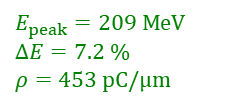 E_peak = 209 MeV
ΔE = 7.2 %
ρ = 453 pC/μm